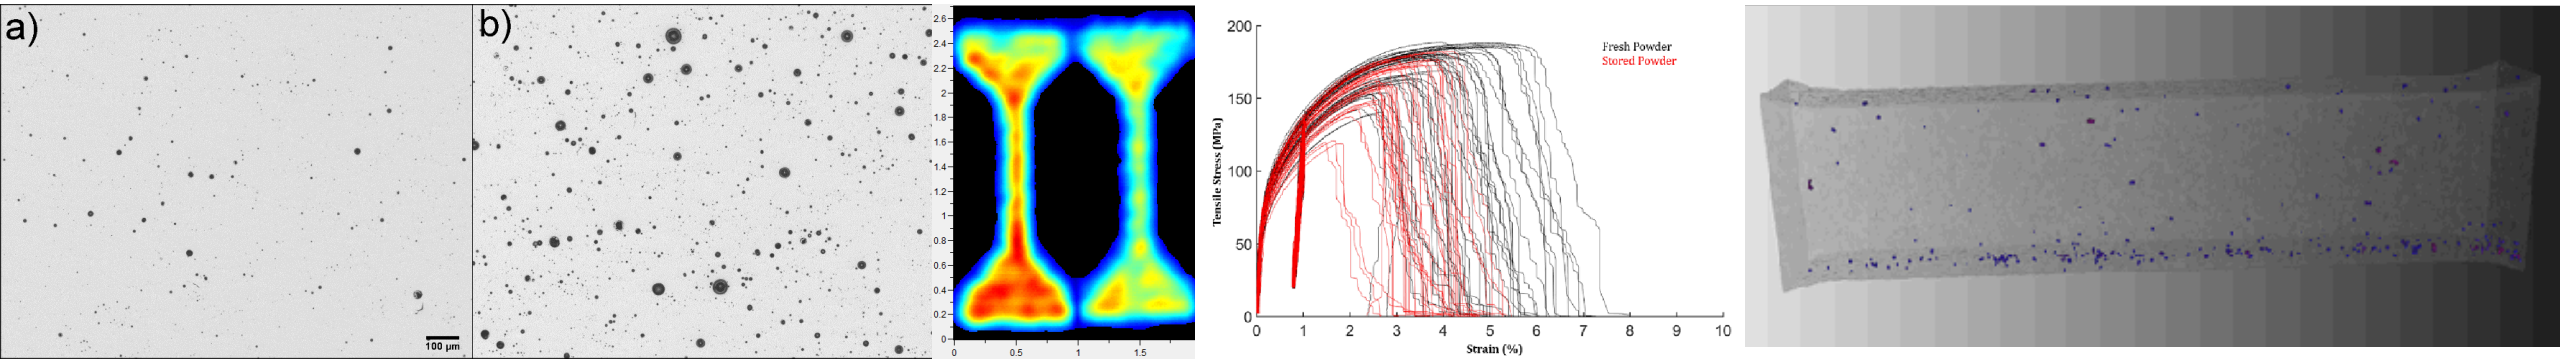 a)
100 µm
b)
2.6
2.4
2.2
2
1.8
1.6
1.4
1.2
1
0.8
0.6
0.4
0.2
0
0 0.5 1 1.5
Tensile Stress (MPa)
200
150
100
50
0
0 1 2 3 4 5 6 7 8 9 10
Strain (%)
Fresh Powder
Stored Powder